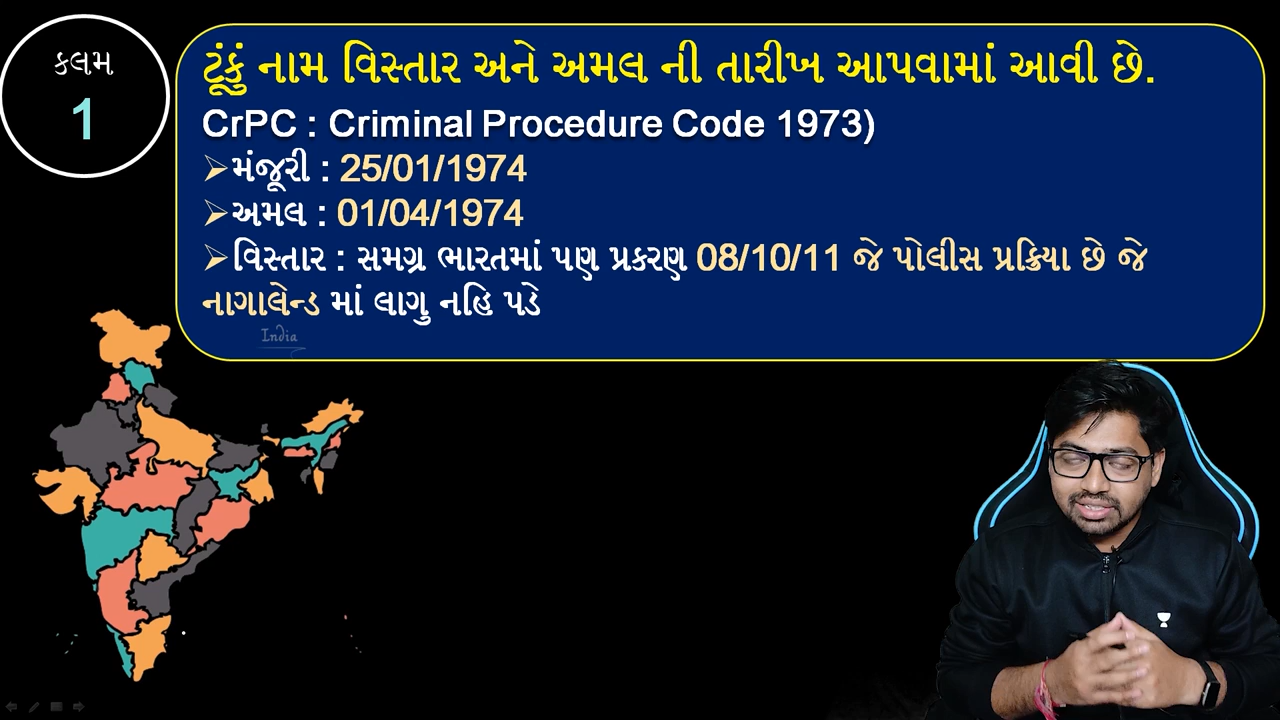 કલમ
1
ટૂંકું નામ વિસ્તાર અને અમલ ની તારીખ આપવામાં આવી છે.
CrPC : Criminal Procedure Code 1973)
➢મંજૂરી : 25/01/1974
➢અમલ : 01/04/1974
➢વિસ્તાર : સમગ્ર ભારતમાં પણ પ્રકરણ 08/10/11 જે પોલીસ પ્રક્રિયા છે જે
નાગાલેન્ડ માં લાગુ નહિ પડે
India